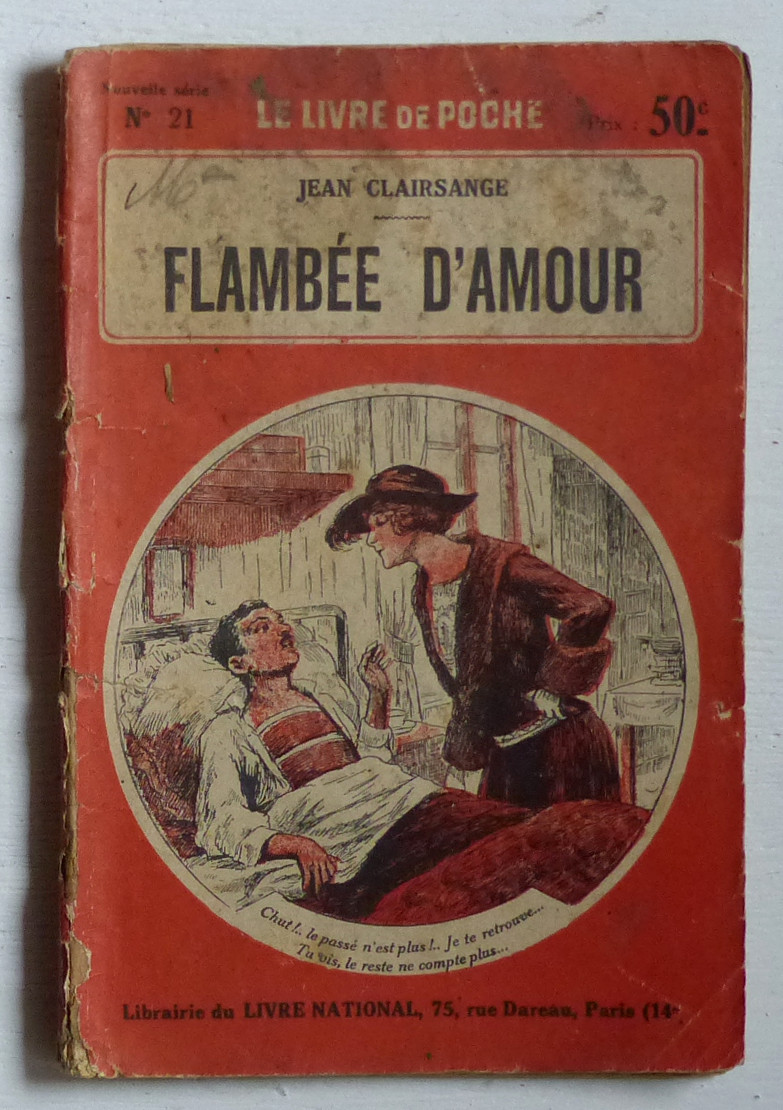 Nouvelle série
N° 21
LE LIVRE DE POCHE
Prix : 50c
JEAN CLAIRSANGE
FLAMBÉE D'AMOUR
Chut!.. le passé n'est plus!.. Je te retrouve...
Tu vis, le reste ne compte plus...
Librairie du LIVRE NATIONAL, 75, rue Dareau, Paris (14e